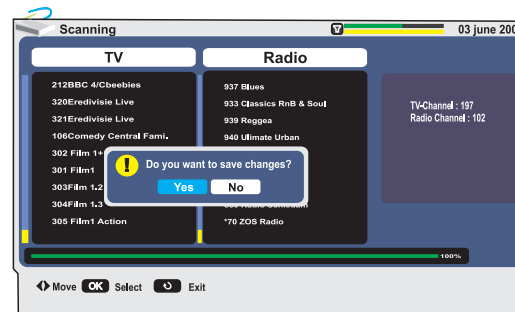 Scanning
03 june 200
TV
Radio
212BBC 4/Cbeebies
320Eredivisie Live
321Eredivisie Live
106Comedy Central Fami.
302 Film 1+
301 Film1
303Film 1.2
304Film 1.3
305 Film1 Action
937 Blues
933 Classics RnB & Soul
939 Reggea
940 Ulimate Urban
*70 ZOS Radio
TV-Channel : 197
Radio Channel : 102
! Do you want to save changes?
Yes No
100%
Move OK Select Exit